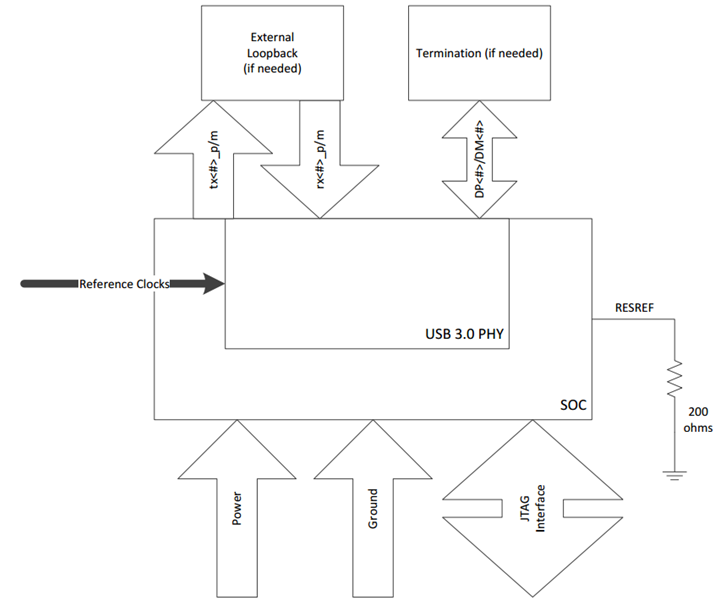 External
Loopback
(if needed)
Termination (if needed)
tx<#>_p/m
rx<#>_p/m
DP<#>/DM<#>
Reference Clocks
USB 3.0 PHY
RESREF
SOC
200
ohms
Power
Ground
JTAG
Interface